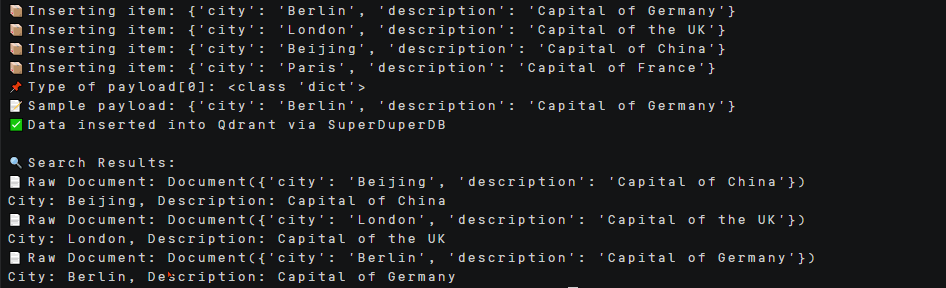 📦 Inserting item: {'city': 'Berlin', 'description': 'Capital of Germany'}
📦 Inserting item: {'city': 'London', 'description': 'Capital of the UK'}
📦 Inserting item: {'city': 'Beijing', 'description': 'Capital of China'}
📦 Inserting item: {'city': 'Paris', 'description': 'Capital of France'}
📌 Type of payload[0]: <class 'dict'>
📝 Sample payload: {'city': 'Berlin', 'description': 'Capital of Germany'}
✅ Data inserted into Qdrant via SuperDuperDB
🔍 Search Results:
📄 Raw Document: Document({'city': 'Beijing', 'description': 'Capital of China'})
City: Beijing, Description: Capital of China
📄 Raw Document: Document({'city': 'London', 'description': 'Capital of the UK'})
City: London, Description: Capital of the UK
📄 Raw Document: Document({'city': 'Berlin', 'description': 'Capital of Germany'})
City: Berlin, Description: Capital of Germany